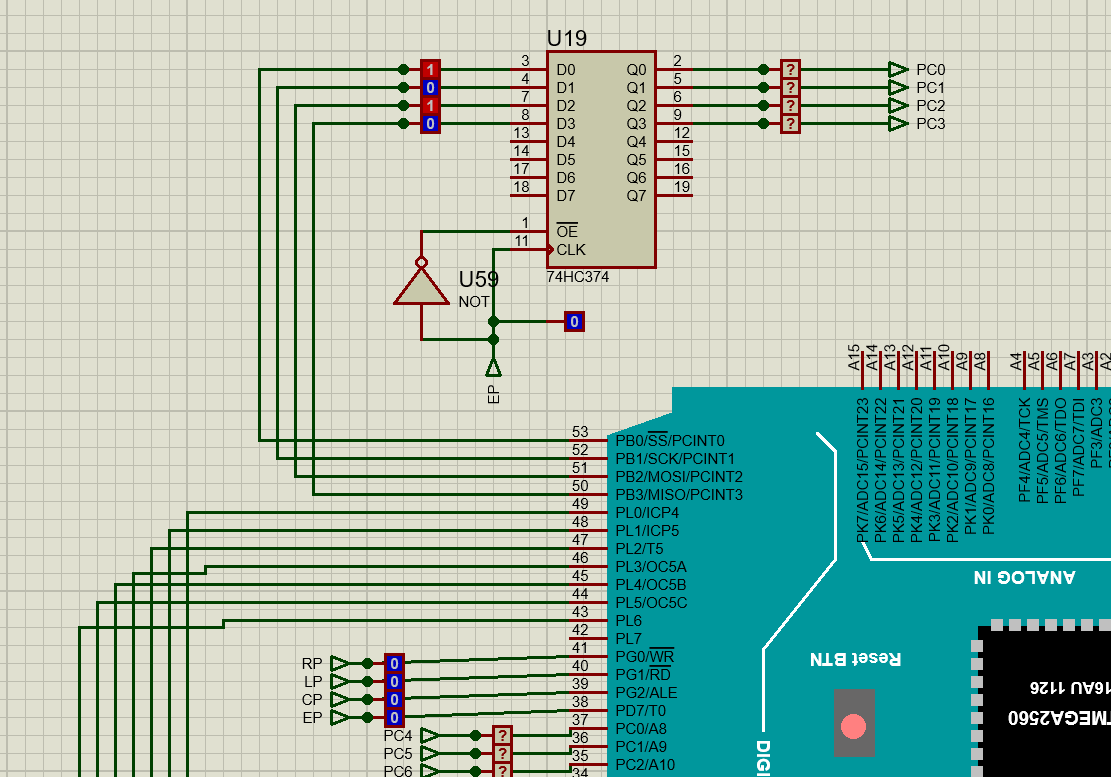 U19
1 3 D0 Q0 2 ? PC0
0 4 D1 Q1 5 ? PC1
1 7 D2 Q2 6 ? PC2
0 8 D3 Q3 9 ? PC3
13 D4 Q4 12
14 D5 Q5 15
17 D6 Q6 16
18 D7 Q7 19
1 OE
11 CLK
74HC374
U59
NOT
0
EP
A15
A14
A13
A12
A11
A10
A9
A8
A4
A5
A6
A7
A3
PK7/ADC15/PCINT23
PK6/ADC14/PCINT22
PK5/ADC13/PCINT21
PK4/ADC12/PCINT20
PK3/ADC11/PCINT19
PK2/ADC10/PCINT18
PK1/ADC9/PCINT17
PK0/ADC8/PCINT16
PF4/ADC4/TCK
PF5/ADC5/TMS
PF6/ADC6/TDO
PF7/ADC7/TDI
PF3/ADC3
53 PB0/SS/PCINT0
52 PB1/SCK/PCINT1
51 PB2/MOSI/PCINT2
50 PB3/MISO/PCINT3
49 PL0/ICP4
48 PL1/ICP5
47 PL2/T5
46 PL3/OC5A
45 PL4/OC5B
44 PL5/OC5C
43 PL6
42 PL7
RP 0 41 PG0/WR
LP 0 40 PG1/RD
CP 0 39 PG2/ALE
EP 0 38 PD7/T0
PC4 ? 37 PC0/A8
PC5 ? 36 PC1/A9
PC6 ? 35 PC2/A10
34
ANALOG IN
Reset BTN
16AU 1126
TMEGA2560
DIGI